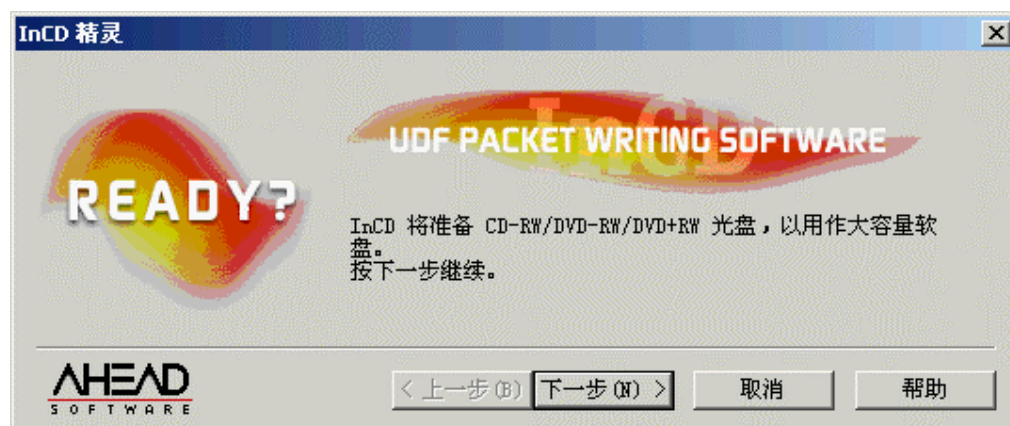 InCD 精灵
READY?
InCD
UDF PACKET WRITING SOFTWARE
InCD 将准备 CD-RW/DVD-RW/DVD+RW 光盘，以用作大容量软
盘。
按下一步继续。
AHEAD
SOFTWARE
< 上一步(B)
下一步(N) >
取消
帮助